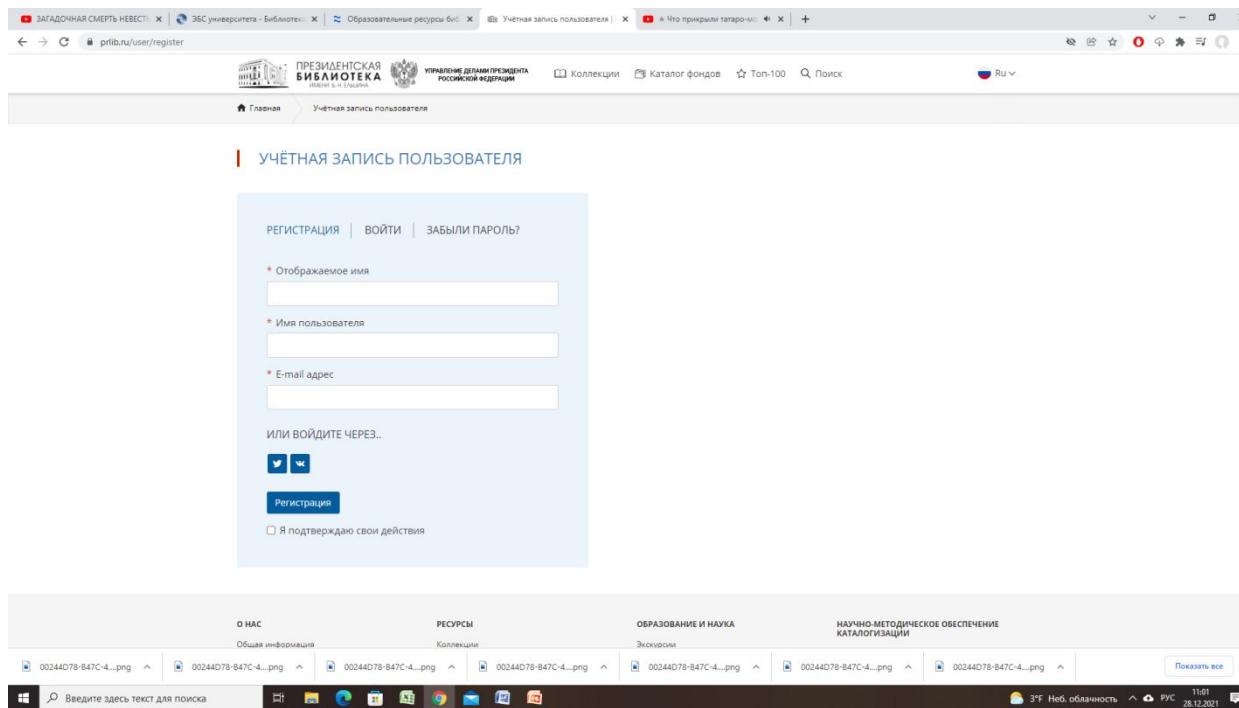 ЗАГАДОЧНАЯ СМЕРТЬ НЕВЕСТЫ
ЭБС университета - Библиотека
Образовательные ресурсы биб
Учётная запись пользователя |
Что прикрыли татаро-мо
prlib.ru/user/register
ПРЕЗИДЕНТСКАЯ
БИБЛИОТЕКА
ИМЕНИ Б.Н. ЕЛЬЦИНА
УПРАВЛЕНИЕ ДЕЛАМИ ПРЕЗИДЕНТА
РОССИЙСКОЙ ФЕДЕРАЦИИ
Коллекции
Каталог фондов
Топ-100
Поиск
Ru
Главная
Учётная запись пользователя
УЧЁТНАЯ ЗАПИСЬ ПОЛЬЗОВАТЕЛЯ
РЕГИСТРАЦИЯ | ВОЙТИ | ЗАБЫЛИ ПАРОЛЬ?
* Отображаемое имя
* Имя пользователя
* E-mail адрес
ИЛИ ВОЙДИТЕ ЧЕРЕЗ..
Регистрация
Я подтверждаю свои действия
О НАС
Общая информация
РЕСУРСЫ
Коллекции
ОБРАЗОВАНИЕ И НАУКА
Экскурсии
НАУЧНО-МЕТОДИЧЕСКОЕ ОБЕСПЕЧЕНИЕ
КАТАЛОГИЗАЦИИ
00244D78-B47C-4....png
00244D78-B47C-4....png
00244D78-B47C-4....png
00244D78-B47C-4....png
00244D78-B47C-4....png
00244D78-B47C-4....png
00244D78-B47C-4....png
Показать все
Введите здесь текст для поиска
3°F Неб. облачность
РУС
11:01
28.12.2021